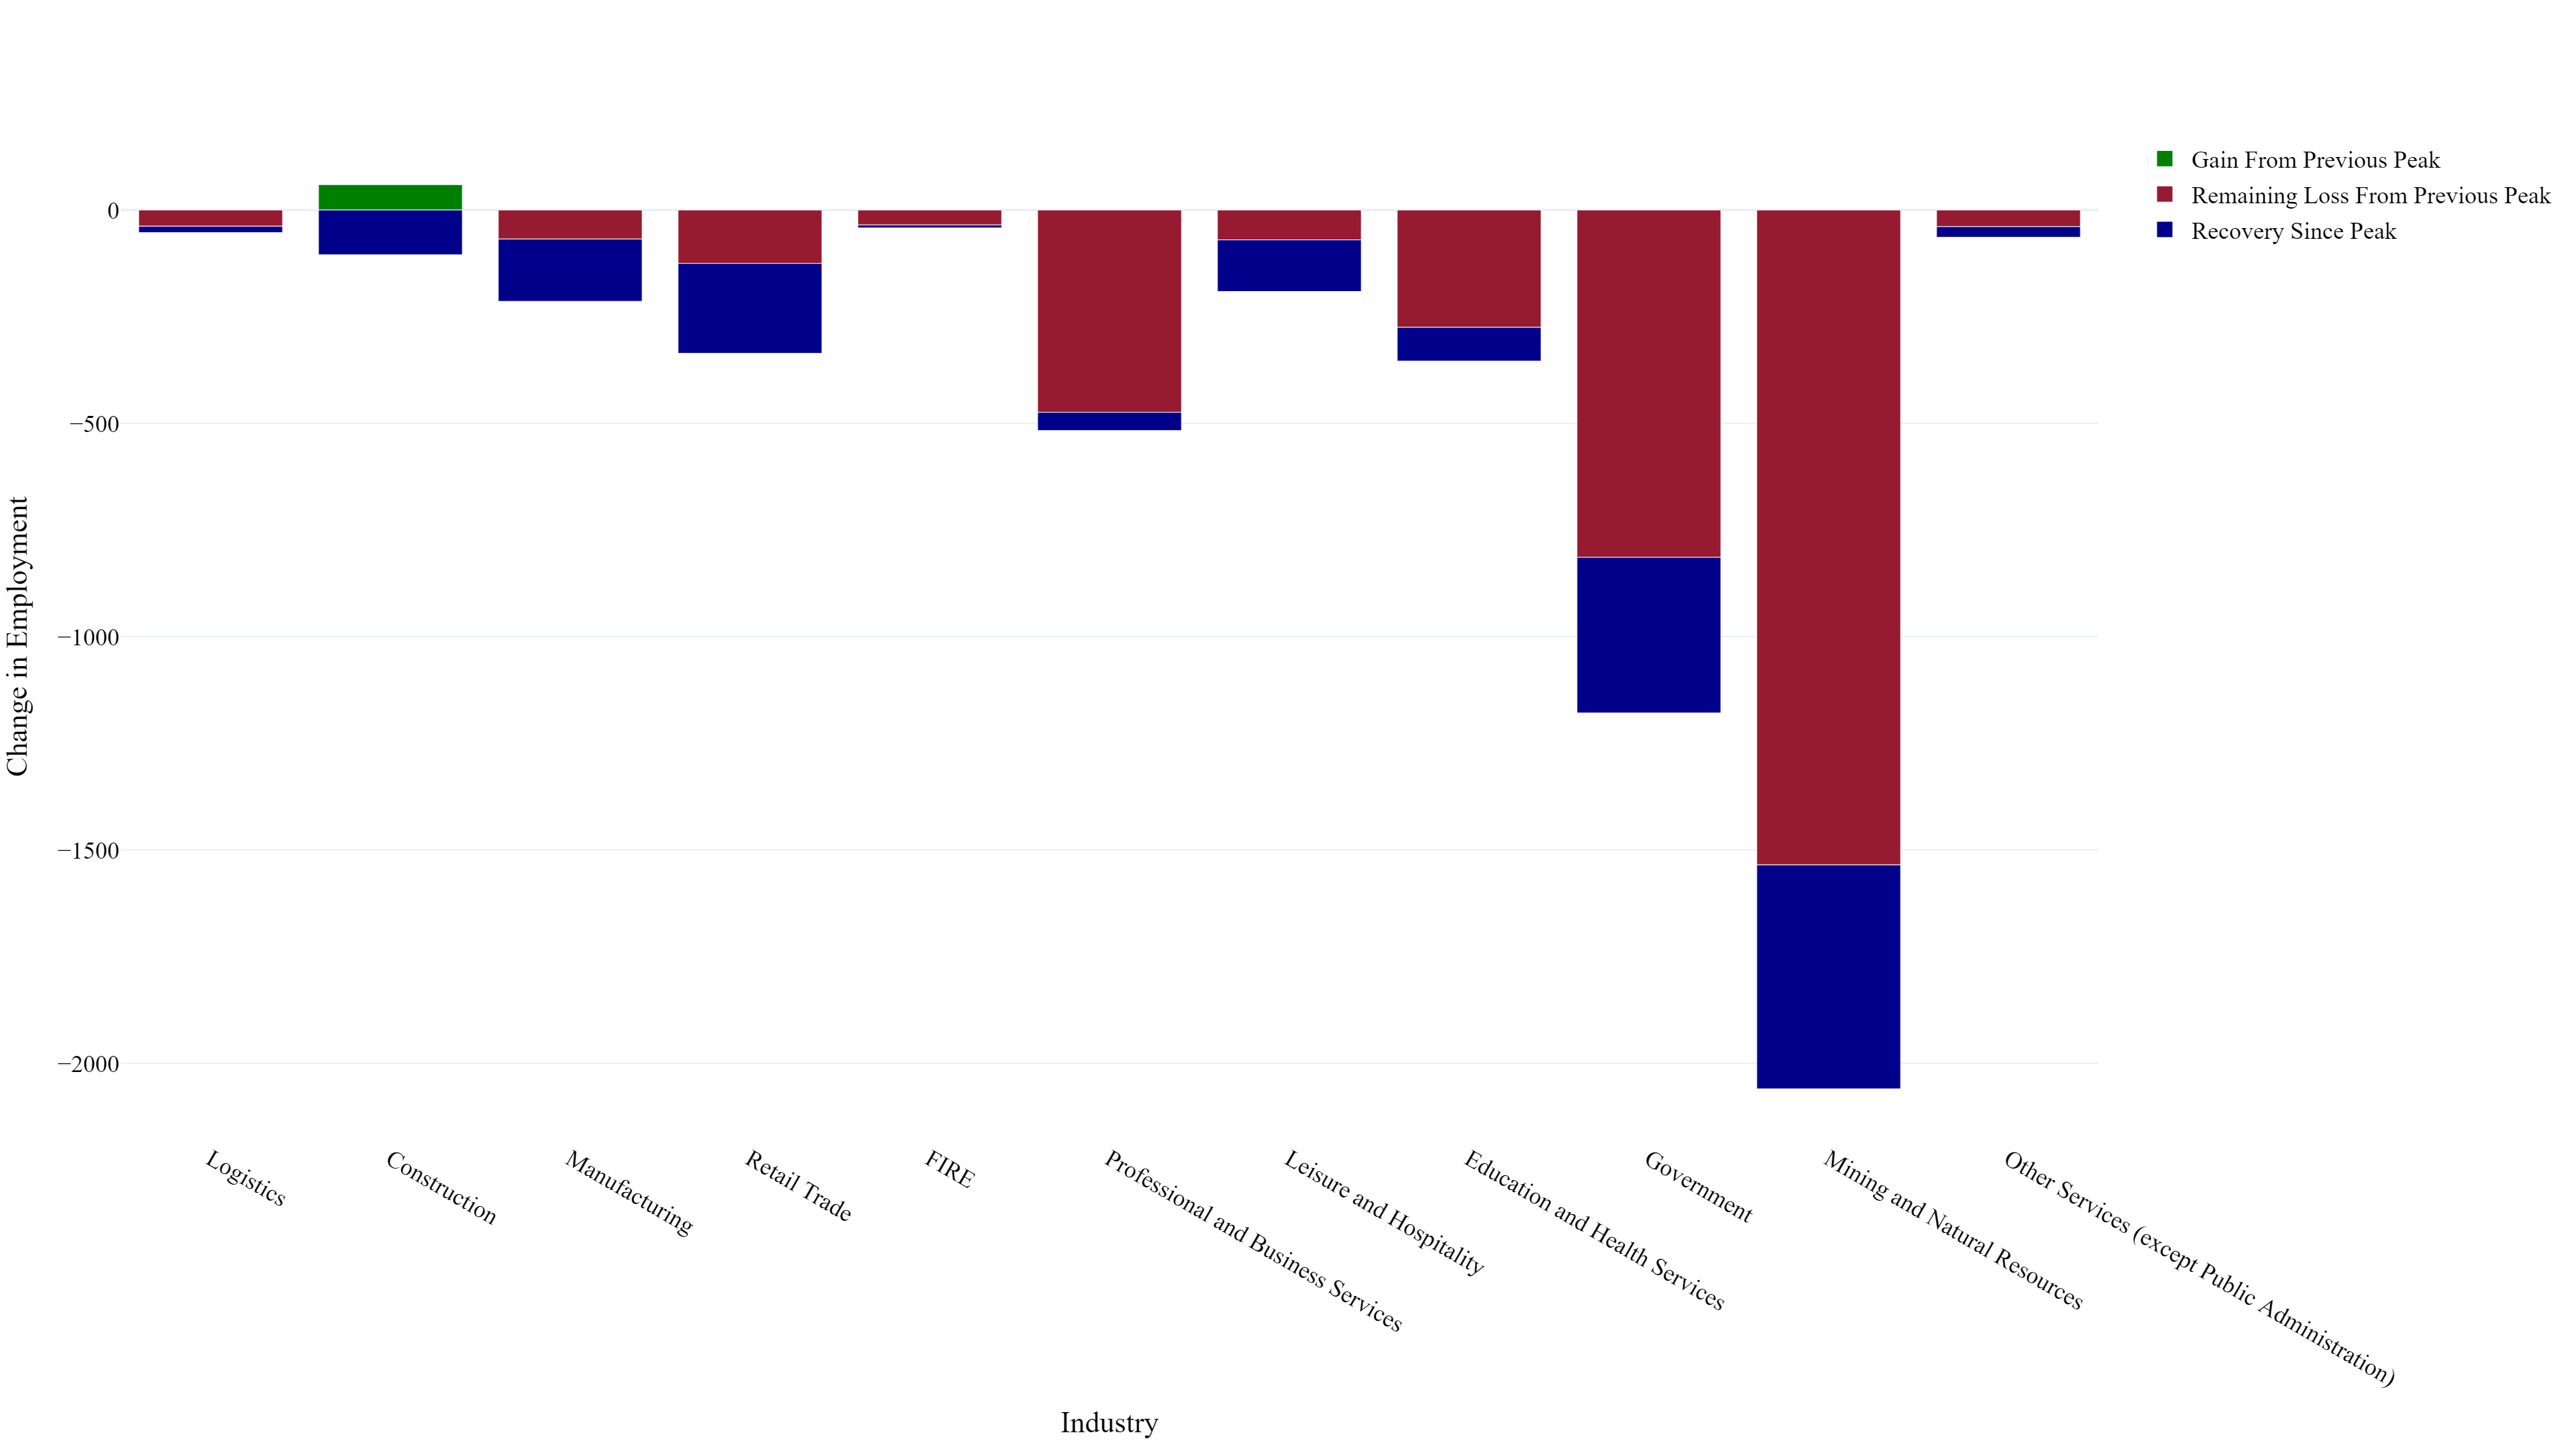 Gain From Previous Peak
Remaining Loss From Previous Peak
Recovery Since Peak
0
−500
−1000
−1500
−2000
Change in Employment
Logistics
Construction
Manufacturing
Retail Trade
FIRE
Professional and Business Services
Leisure and Hospitality
Education and Health Services
Government
Mining and Natural Resources
Other Services (except Public Administration)
Industry